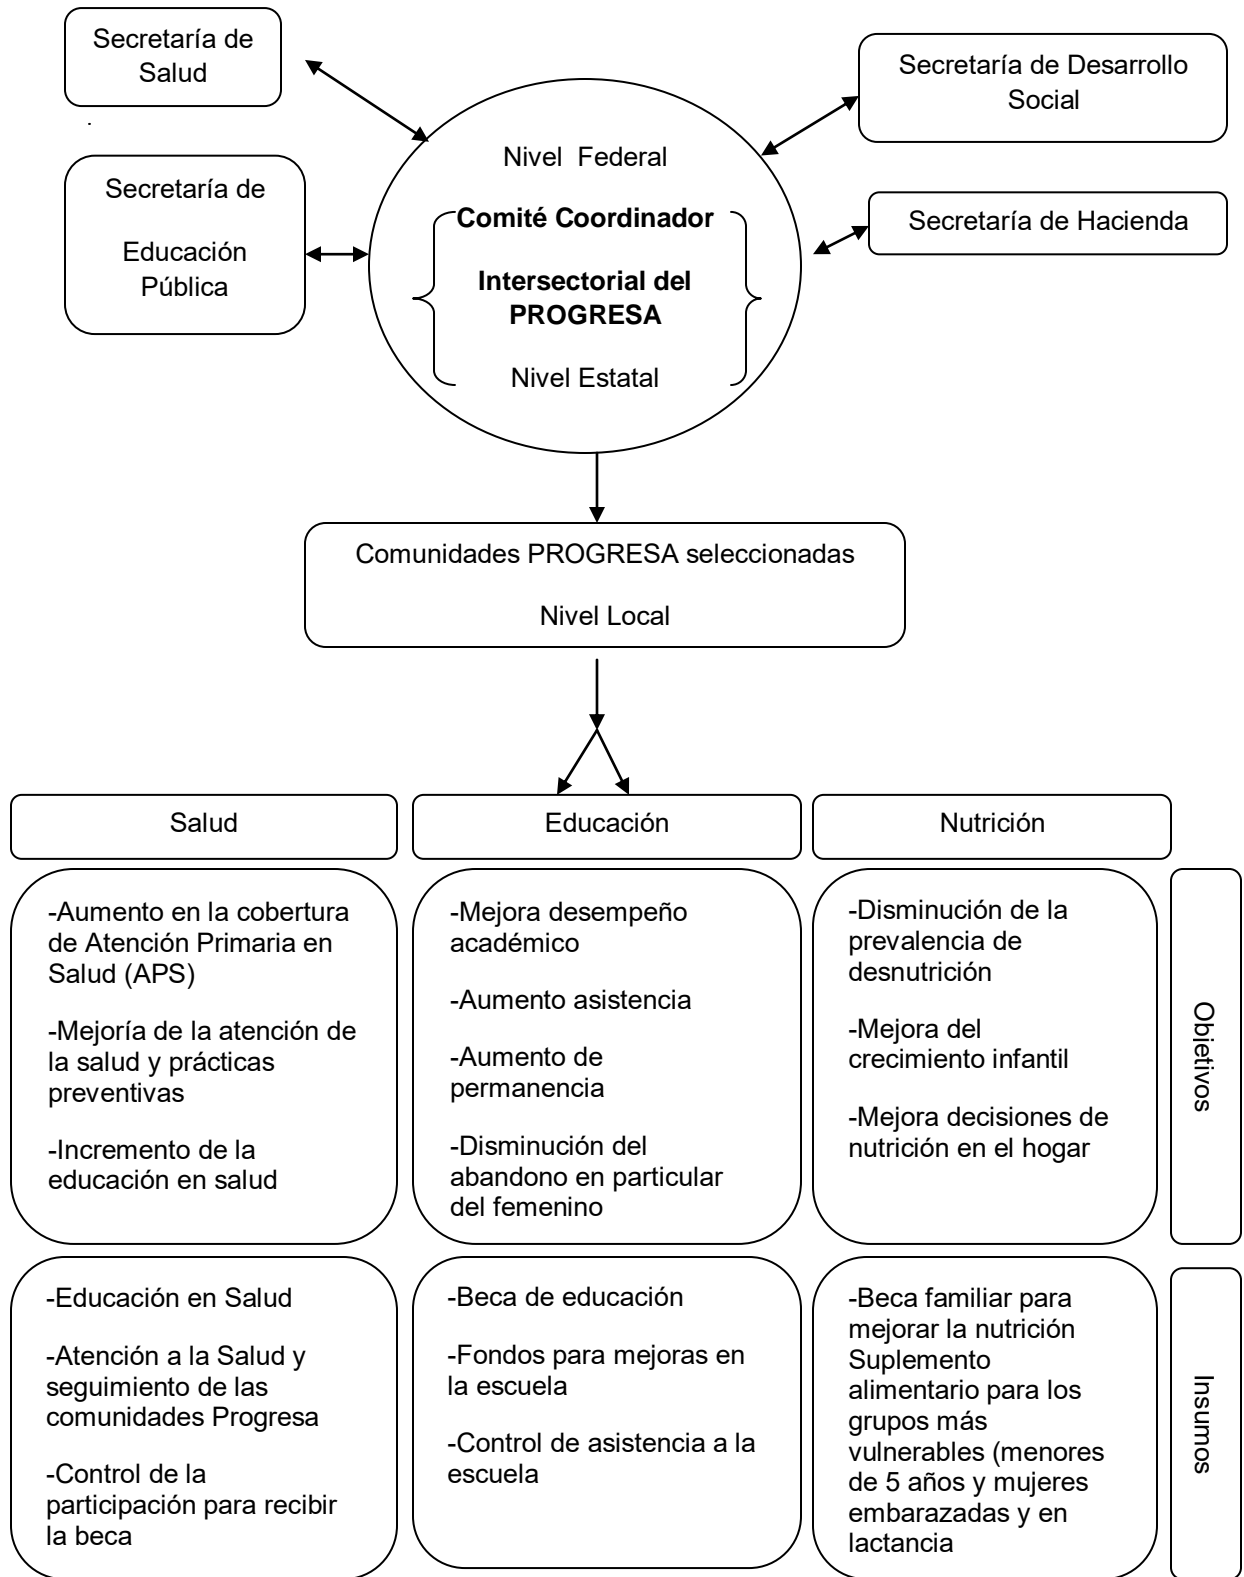 Secretaría de
Salud
.
Secretaría de Desarrollo
Social
Secretaría de
Educación
Pública
Nivel  Federal
Comité Coordinador
Intersectorial del
PROGRESA
Nivel Estatal
Secretaría de Hacienda
Comunidades PROGRESA seleccionadas
Nivel Local
Salud
Educación
Nutrición
-Aumento en la cobertura
de Atención Primaria en
Salud (APS)
-Mejoría de la atención de
la salud y prácticas
preventivas
-Incremento de la
educación en salud
-Mejora desempeño
académico
-Aumento asistencia
-Aumento de
permanencia
-Disminución del
abandono en particular
del femenino
-Disminución de la
prevalencia de
desnutrición
-Mejora del
crecimiento infantil
-Mejora decisiones de
nutrición en el hogar
Objetivos
-Educación en Salud
-Atención a la Salud y
seguimiento de las
comunidades Progresa
-Control de la
participación para recibir
la beca
-Beca de educación
-Fondos para mejoras en
la escuela
-Control de asistencia a la
escuela
-Beca familiar para
mejorar la nutrición
Suplemento
alimentario para los
grupos más
vulnerables (menores
de 5 años y mujeres
embarazadas y en
lactancia
Insumos